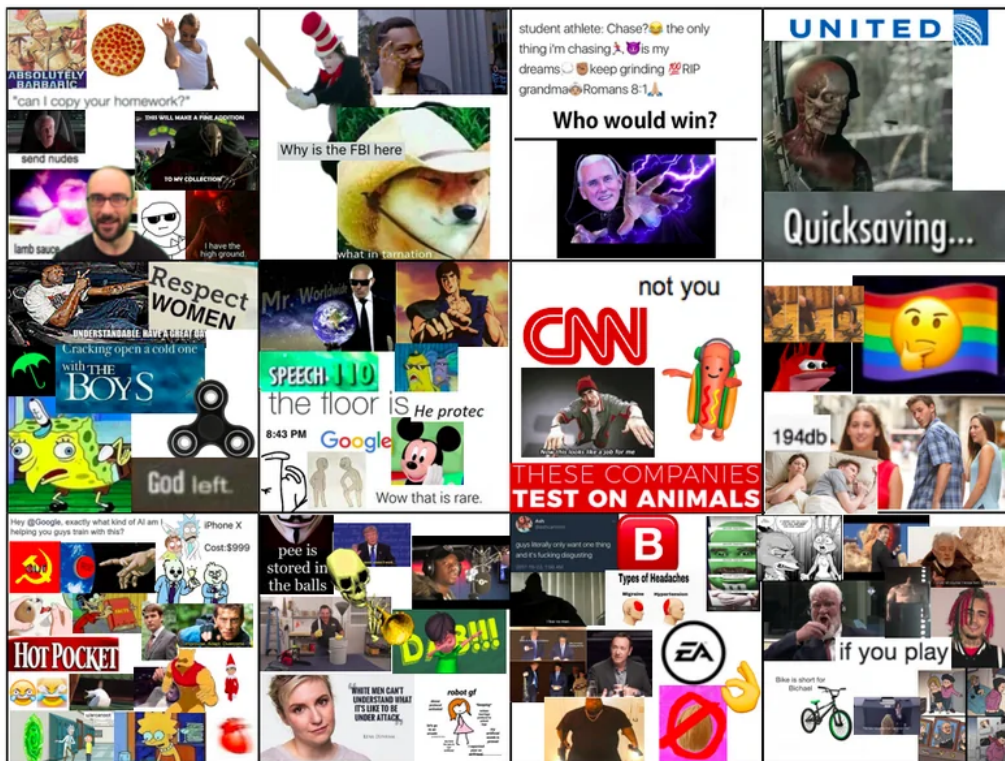 ABSOLUTELY
BARBARIC
"can I copy your homework?"
send nudes
THIS WILL MAKE A FINE ADDITION
TO MY COLLECTION
lamb sauce
I have the
high ground.
Why is the FBI here
what in tarnation
student athlete: Chase?😂 the only
thing i'm chasing🏃,😈is my
dreams💭✊🏽keep grinding 💯RIP
grandma👵🏼Romans 8:1🙏🏼
Who would win?
UNITED
Quicksaving...
UNDERSTANDABLE, HAVE A GREAT DAY
Respect
WOMEN
Cracking open a cold one
with THE
BOYS
God left.
Mr. Worldwide
SPEECH 110
the floor is
He protec
8:43 PM
Google
Wow that is rare.
not you
CNN
Now this looks like a job for me
THESE COMPANIES
TEST ON ANIMALS
194db
Hey @Google, exactly what kind of AI am
helping you guys train with this?
iPhone X
Cost:$999
HOT POCKET
pee is
stored in
the balls
DAB!!!
"WHITE MEN CAN'T
UNDERSTAND WHAT
IT'S LIKE TO BE
UNDER ATTACK.
robot gf
guys literally only want one thing
and it's fucking disgusting
B
Types of Headaches
Migraine
Hypertension
EA
if you play
Bike is short for
Bichael